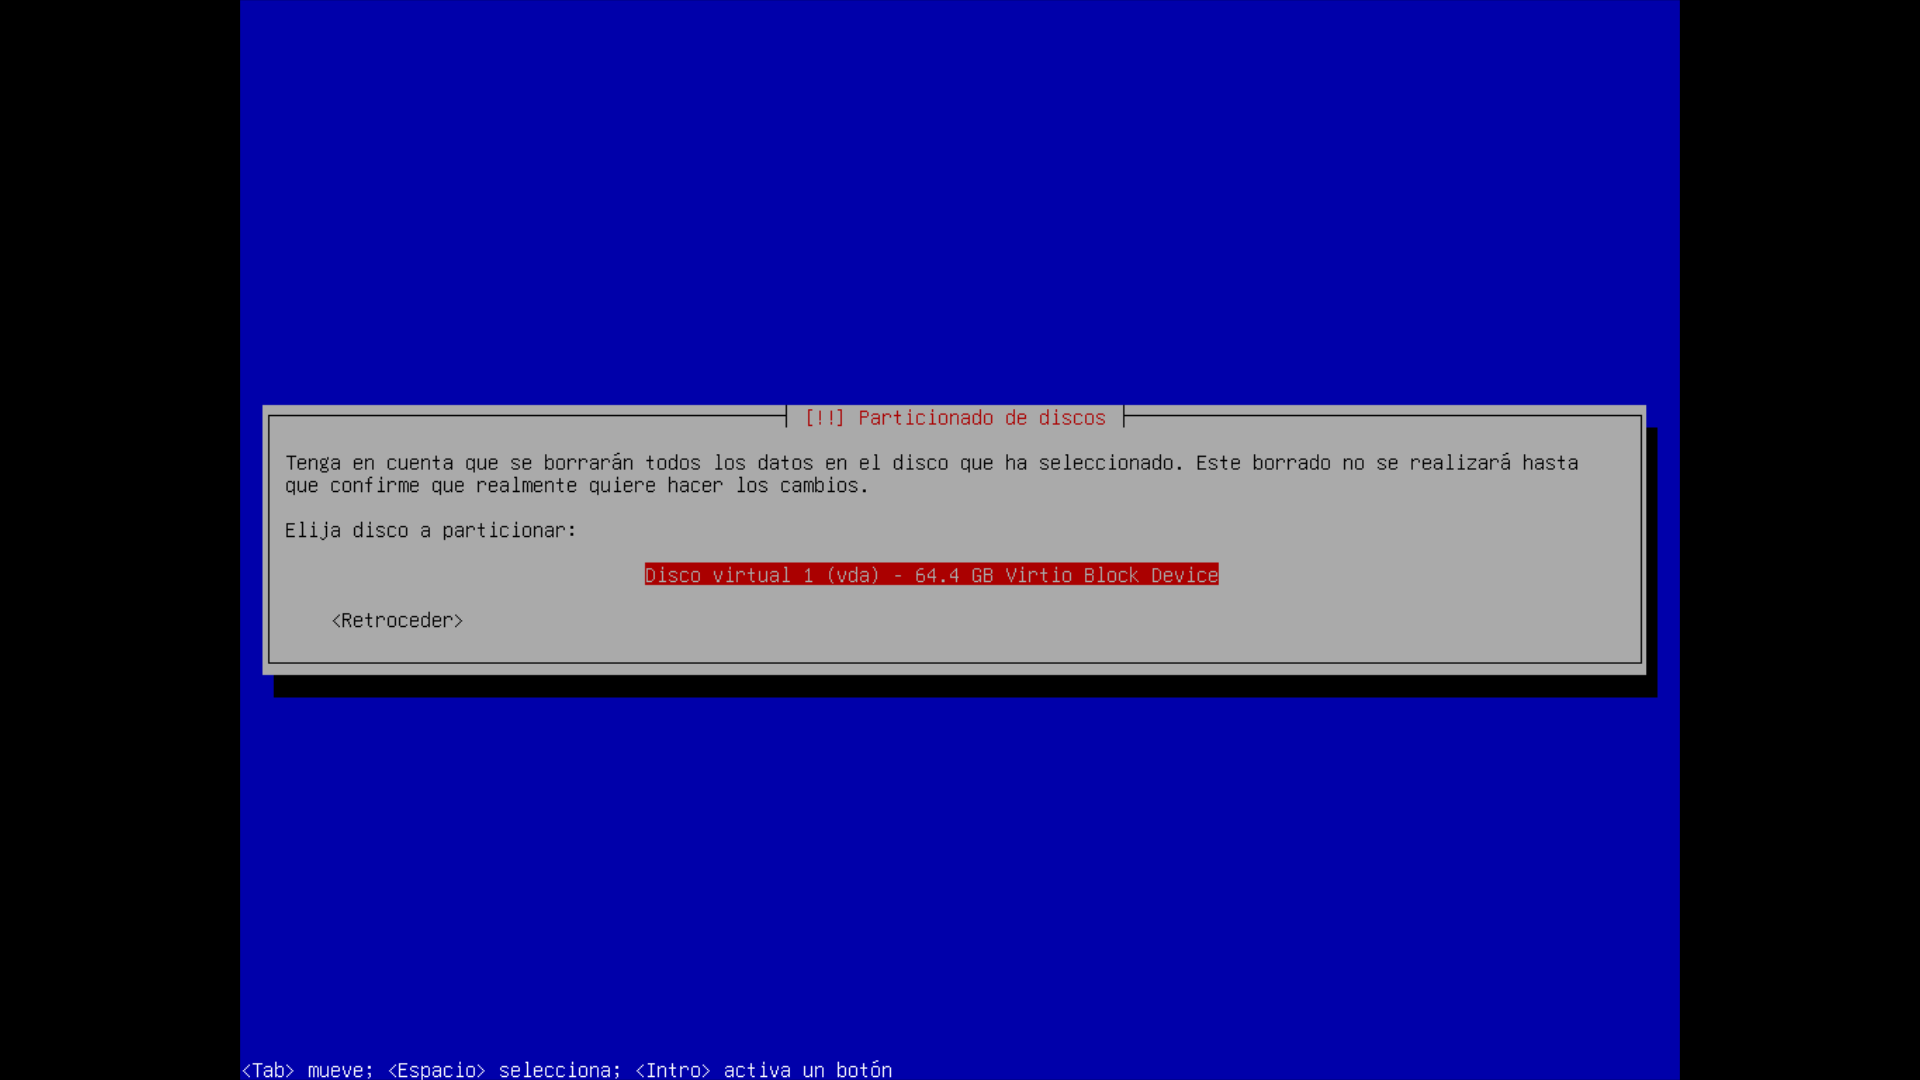 [!!] Particionado de discos
Tenga en cuenta que se borrarán todos los datos en el disco que ha seleccionado. Este borrado no se realizará hasta
que confirme que realmente quiere hacer los cambios.
Elija disco a particionar:
Disco virtual 1 (vda) - 64.4 GB Virtio Block Device
<Retroceder>
<Tab> mueve; <Espacio> selecciona; <Intro> activa un botón